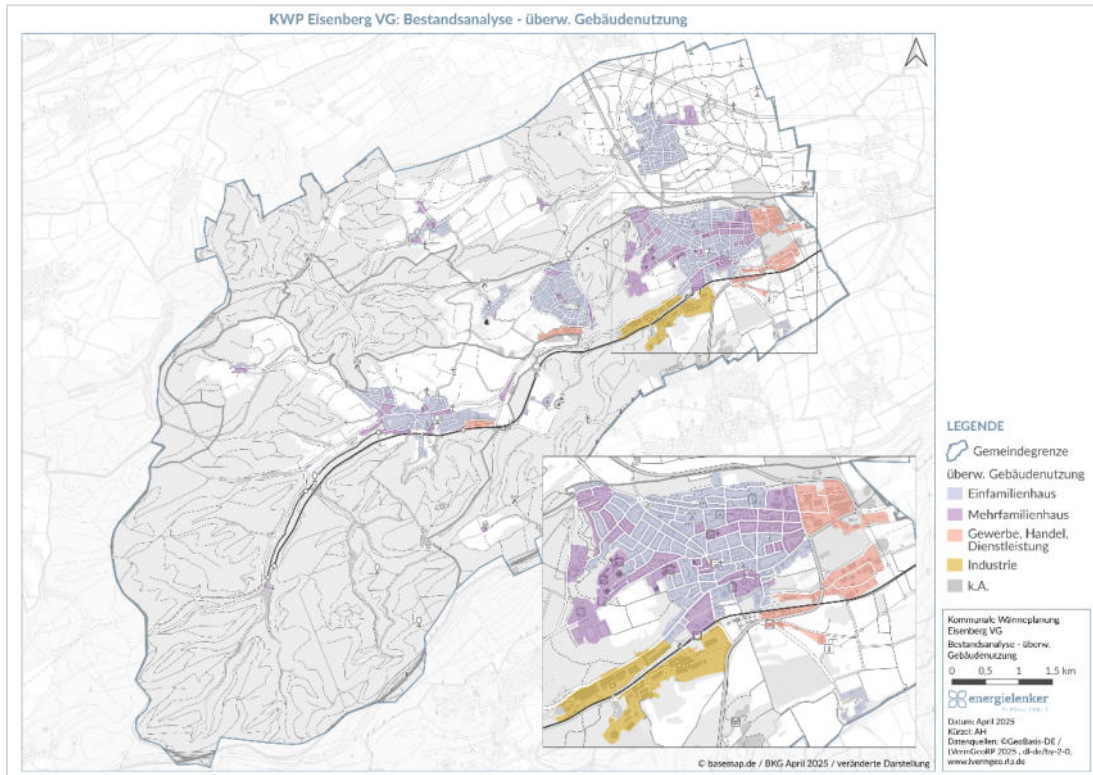 KWP Eisenberg VG: Bestandsanalyse - überw. Gebäudenutzung
LEGENDE
Gemeindegrenze
überw. Gebäudenutzung
Einfamilienhaus
Mehrfamilienhaus
Gewerbe, Handel,
Dienstleistung
Industrie
k.A.
Kommunale Wärmeplanung
Eisenberg VG
Bestandsanalyse - überw.
Gebäudenutzung
0 0,5 1 1.5 km
energielenker
Datum: April 2025
Kürzel: AH
Datenquellen: ©GeoBasis-DE /
LVermGeoRP 2025, dl-de/by-2-0,
www.lvermgeo.rlp.de
© basemap.de / BKG April 2025 / veränderte Darstellung